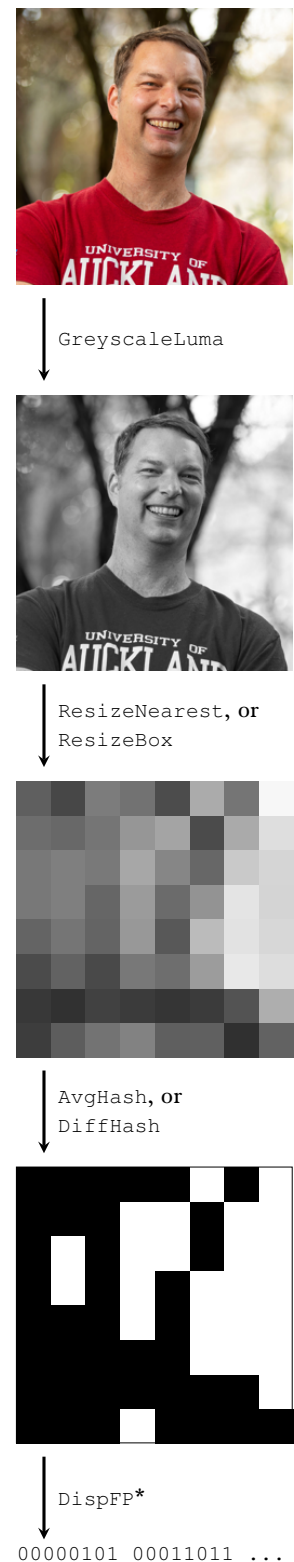 UNIVERSITY OF
AUCKLAND
GreyscaleLuma
UNIVERSITY OF
AUCKLAND
ResizeNearest, or
ResizeBox
AvgHash, or
DiffHash
DispFP*
00000101 00011011 ...